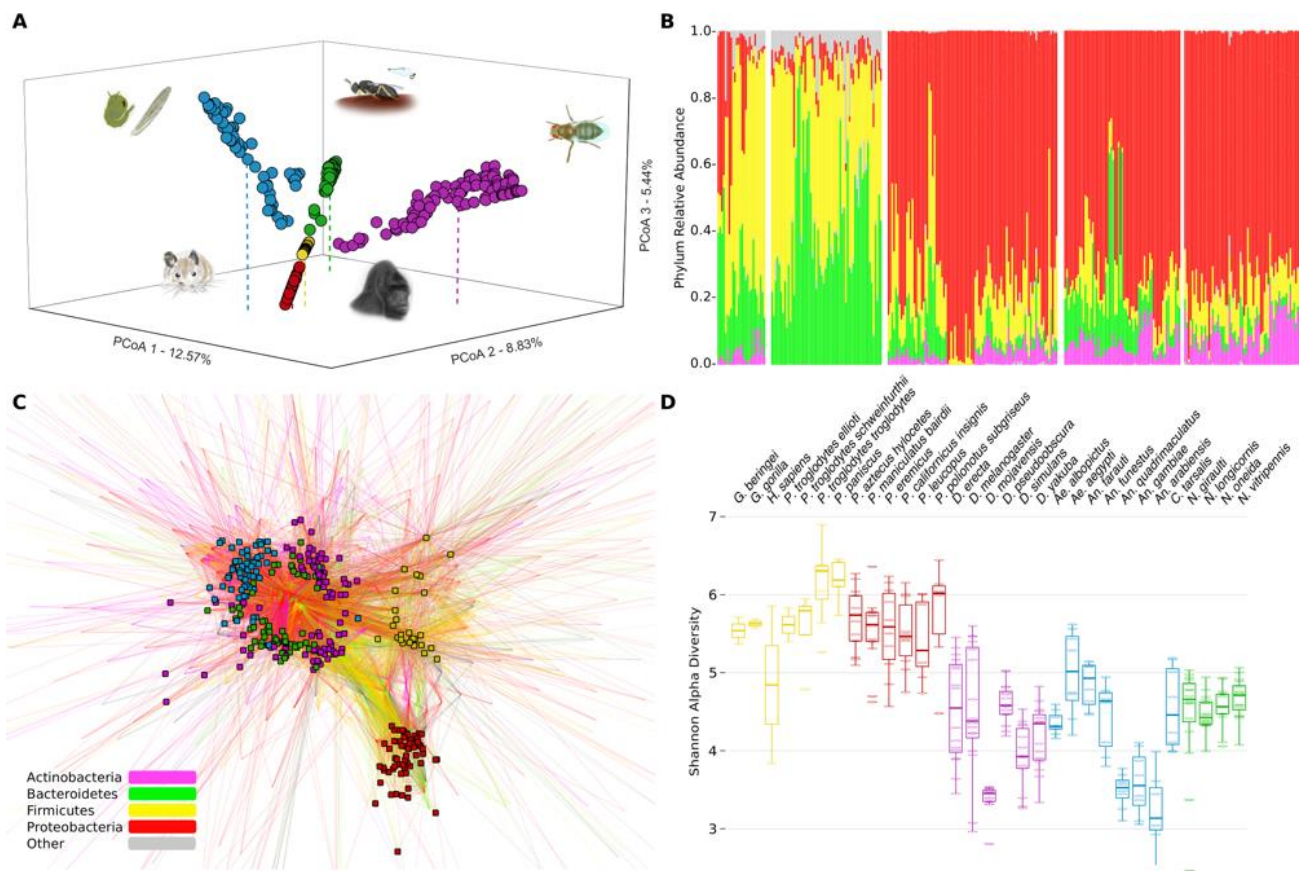 A
PCoA 1 - 12.57%
PCoA 2 - 8.83%
PCoA 3 - 5.44%
B
Phylum Relative Abundance
1.0
0.8
0.6
0.4
0.2
0.0
C
Actinobacteria
Bacteroidetes
Firmicutes
Proteobacteria
Other
D
G. beringei
G. gorilla
H. sapiens
P. troglodytes ellioti
P. troglodytes schweinfurthii
P. troglodytes troglodytes
P. paniscus
P. aztecus hylocetes
P. maniculatus bairdii
P. eremicus
P. californicus insignis
P. leucopus
P. polionotus subgriseus
D. erecta
D. melanogaster
D. mojavensis
D. pseudoobscura
D. simulans
D. yakuba
Ae. albopictus
Ae. aegypti
An. farauti
An. funestus
An. quadrimaculatus
An. gambiae
An. arabiensis
C. tarsalis
N. giraulti
N. longicornis
N. oneida
N. vitripennis
Shannon Alpha Diversity
7
6
5
4
3